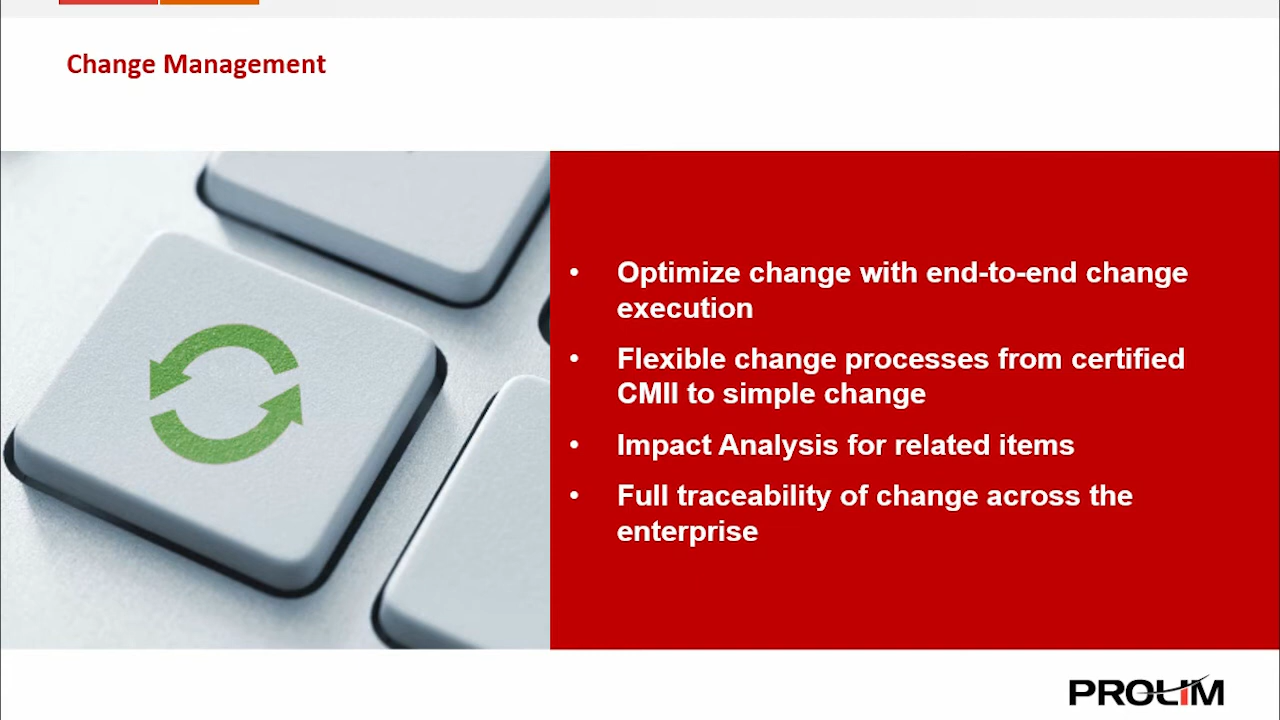 Change Management
• Optimize change with end-to-end change
execution
• Flexible change processes from certified
CMII to simple change
• Impact Analysis for related items
• Full traceability of change across the
enterprise
PROLIM